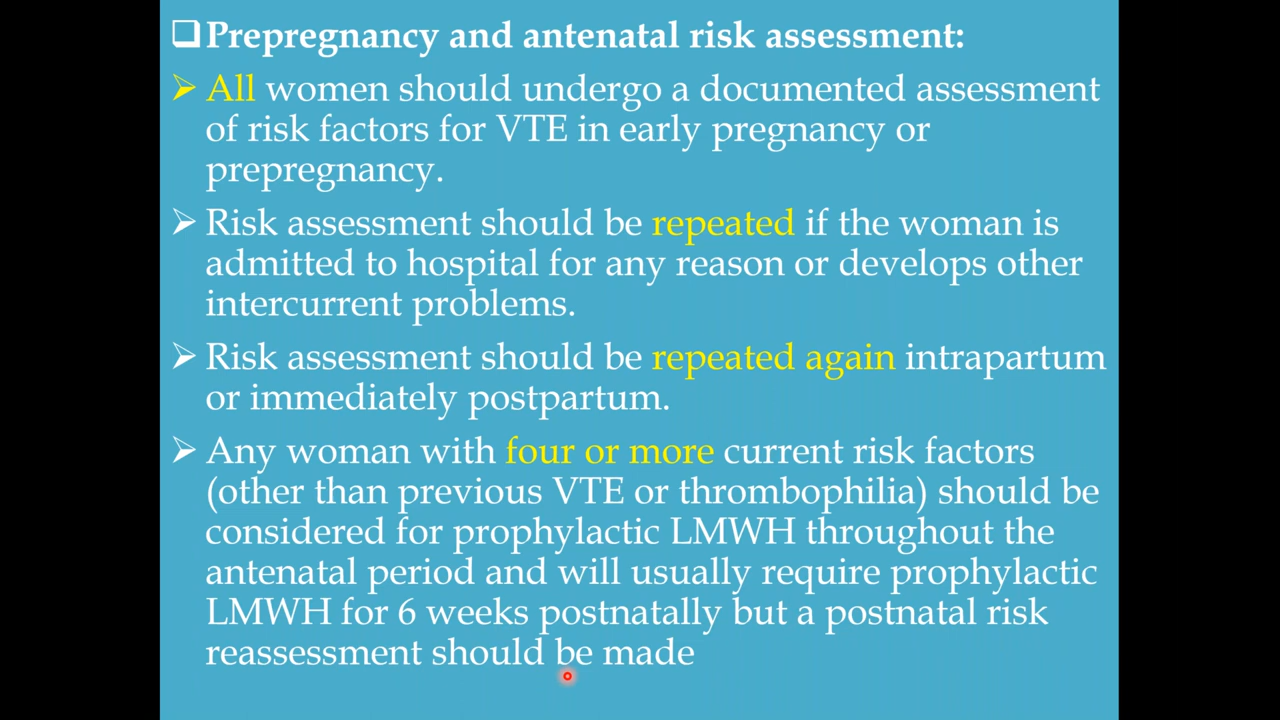 Prepregnancy and antenatal risk assessment:
All women should undergo a documented assessment
of risk factors for VTE in early pregnancy or
prepregnancy.
Risk assessment should be repeated if the woman is
admitted to hospital for any reason or develops other
intercurrent problems.
Risk assessment should be repeated again intrapartum
or immediately postpartum.
Any woman with four or more current risk factors
(other than previous VTE or thrombophilia) should be
considered for prophylactic LMWH throughout the
antenatal period and will usually require prophylactic
LMWH for 6 weeks postnatally but a postnatal risk
reassessment should be made